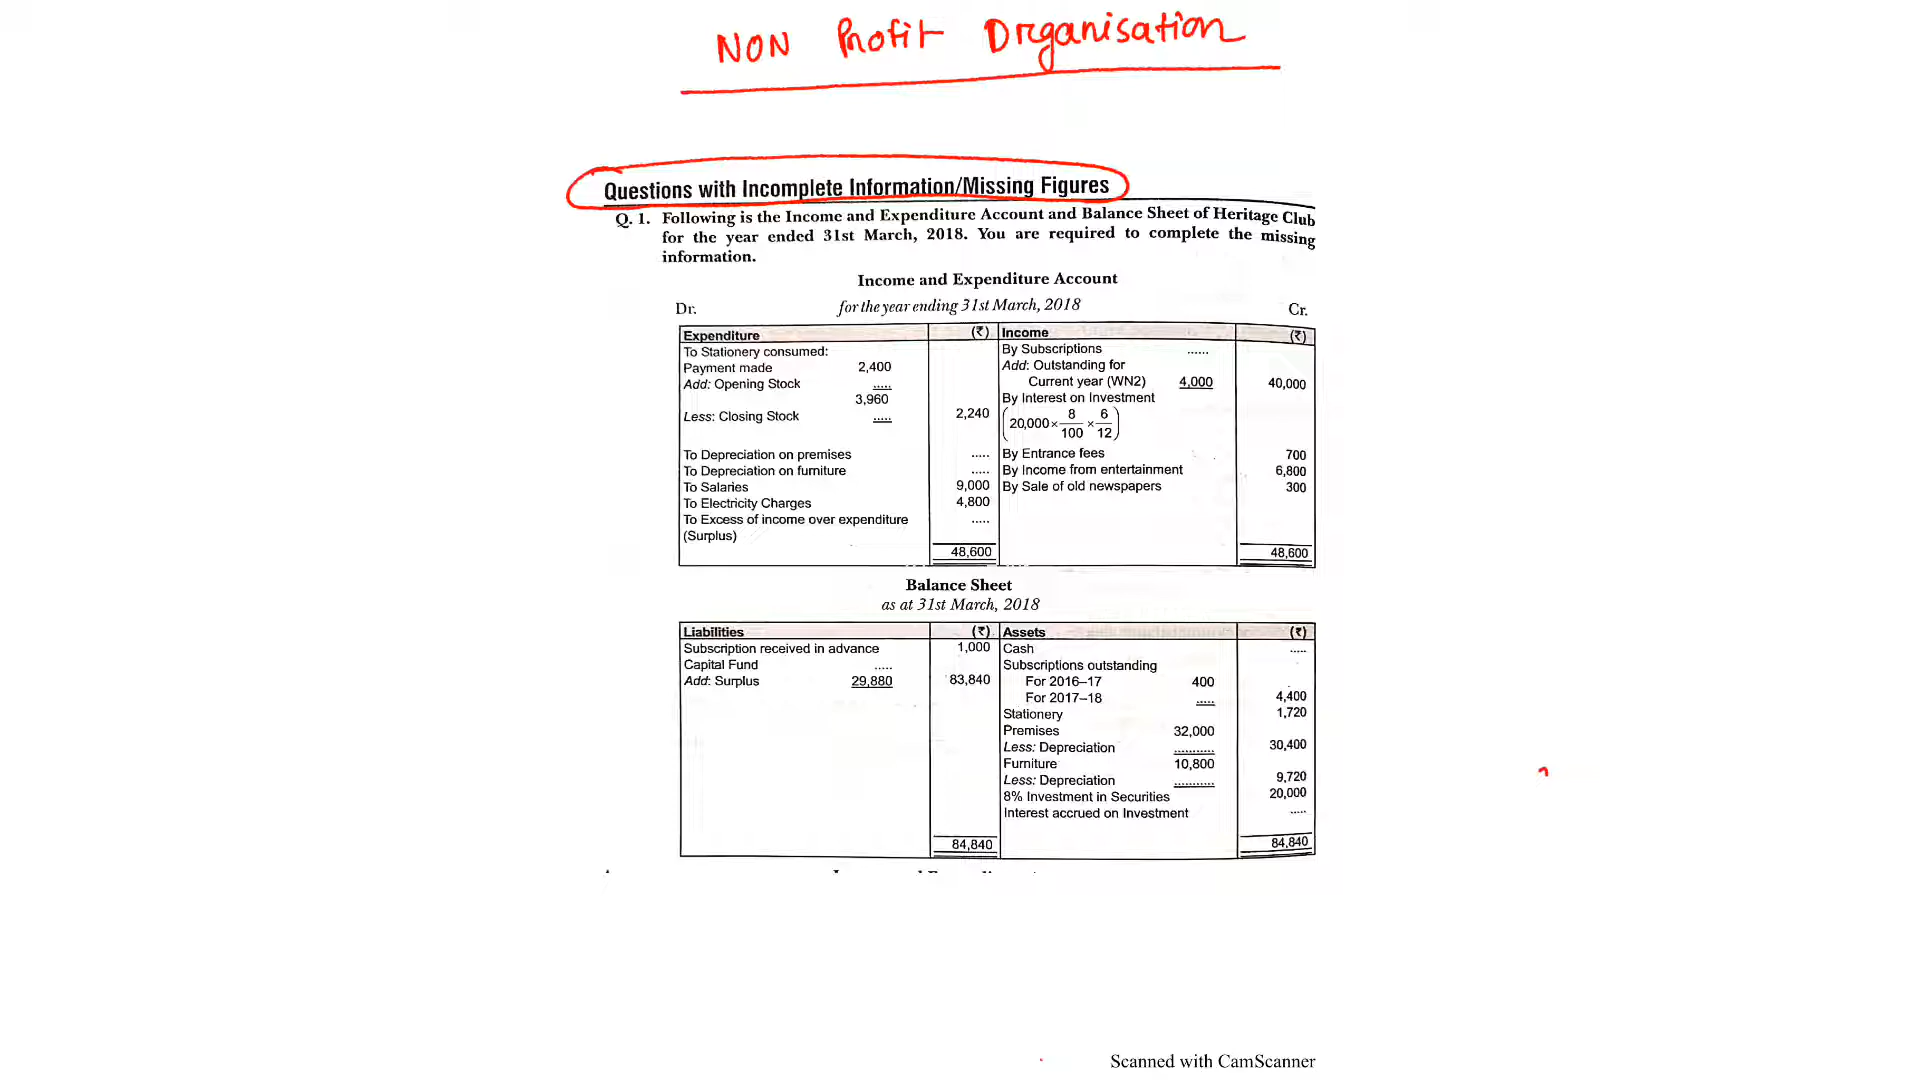 NON Profit Organisation
Questions with Incomplete Information/Missing Figures
Q. 1. Following is the Income and Expenditure Account and Balance Sheet of Heritage Club
for the year ended 31st March, 2018. You are required to complete the missing
information.
Income and Expenditure Account
Dr. for the year ending 31st March, 2018 Cr.
Expenditure (₹) Income (₹)
To Stationery consumed: By Subscriptions ......
Payment made 2,400 Add: Outstanding for
Add: Opening Stock ..... Current year (WN2) 4,000 40,000
3,960 By Interest on Investment
Less: Closing Stock ..... 2,240 (20,000 × 8/100 × 6/12)
To Depreciation on premises ..... By Entrance fees 700
To Depreciation on furniture ..... By Income from entertainment 6,800
To Salaries 9,000 By Sale of old newspapers 300
To Electricity Charges 4,800
To Excess of income over expenditure .....
(Surplus)
48,600 48,600
Balance Sheet
as at 31st March, 2018
Liabilities (₹) Assets (₹)
Subscription received in advance 1,000 Cash .....
Capital Fund ..... Subscriptions outstanding
Add: Surplus 29,880 83,840 For 2016–17 400
For 2017–18 ..... 4,400
Stationery 1,720
Premises 32,000
Less: Depreciation ........... 30,400
Furniture 10,800
Less: Depreciation ........... 9,720
8% Investment in Securities 20,000
Interest accrued on Investment .....
84,840 84,840
Scanned with CamScanner